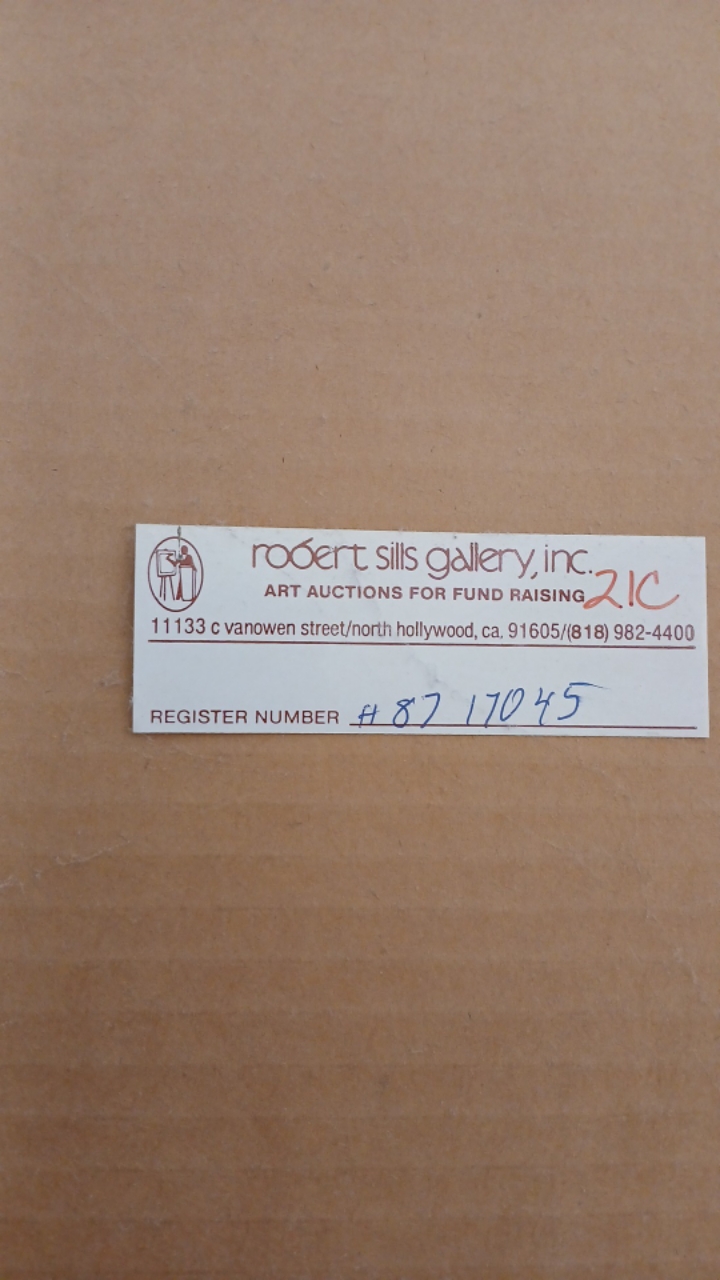 robert sills gallery, inc.
ART AUCTIONS FOR FUND RAISING 21C
11133 c vanowen street/north hollywood, ca. 91605/(818) 982-4400
REGISTER NUMBER # 87 17045